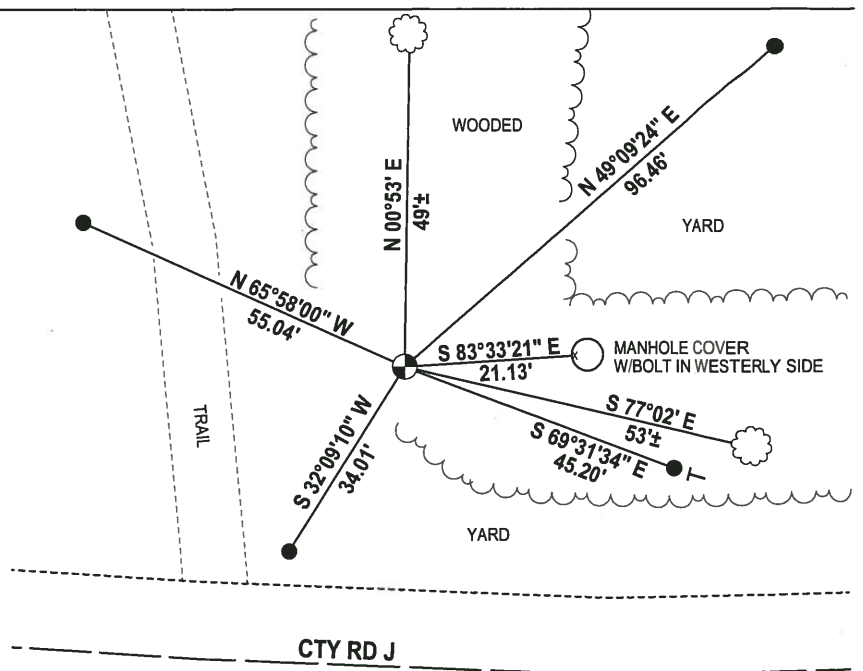 WOODED
N 49°09'24" E
96.46'
N 00°53' E
49'±
YARD
N 65°58'00" W
55.04'
S 83°33'21" E
21.13'
MANHOLE COVER
W/BOLT IN WESTERLY SIDE
S 77°02' E
53'±
S 69°31'34" E
45.20'
TRAIL
S 32°09'10" W
34.01'
YARD
CTY RD J